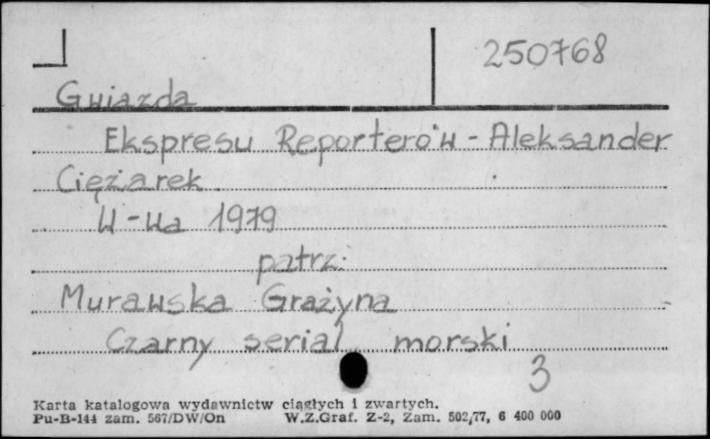 250768
Gwiazda
Ekspresu Reporterów - Aleksander
Ciężarek
W-wa 1979
patrz:
Murawska Grażyna
Czarny serial morski
3
Karta katalogowa wydawnictw ciągłych i zwartych.
Pu-B-144 zam. 567/DW/On W.Z.Graf. Z-2, Zam. 502/77, 6 400 000